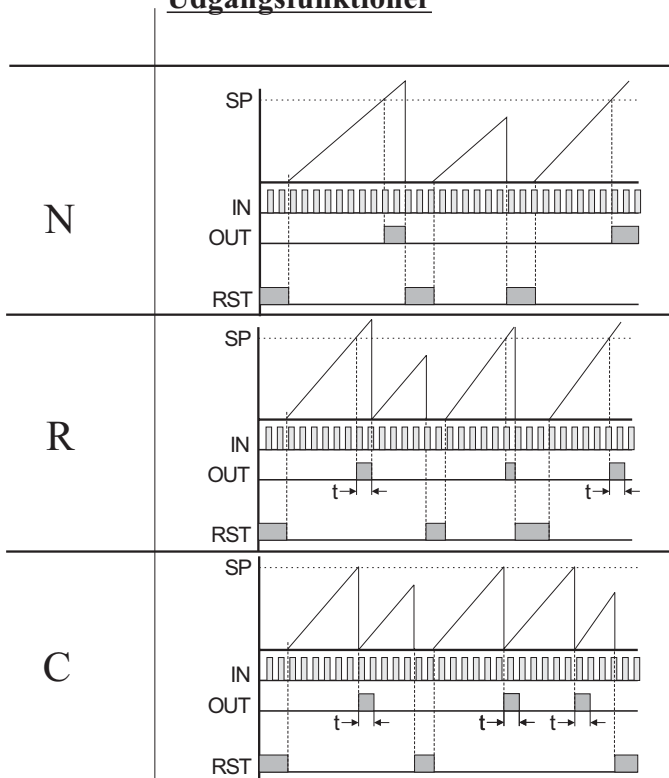 Udgangsfunktioner
N
SP
IN
OUT
RST
R
SP
IN
OUT
t t
RST
C
SP
IN
OUT
t t t
RST